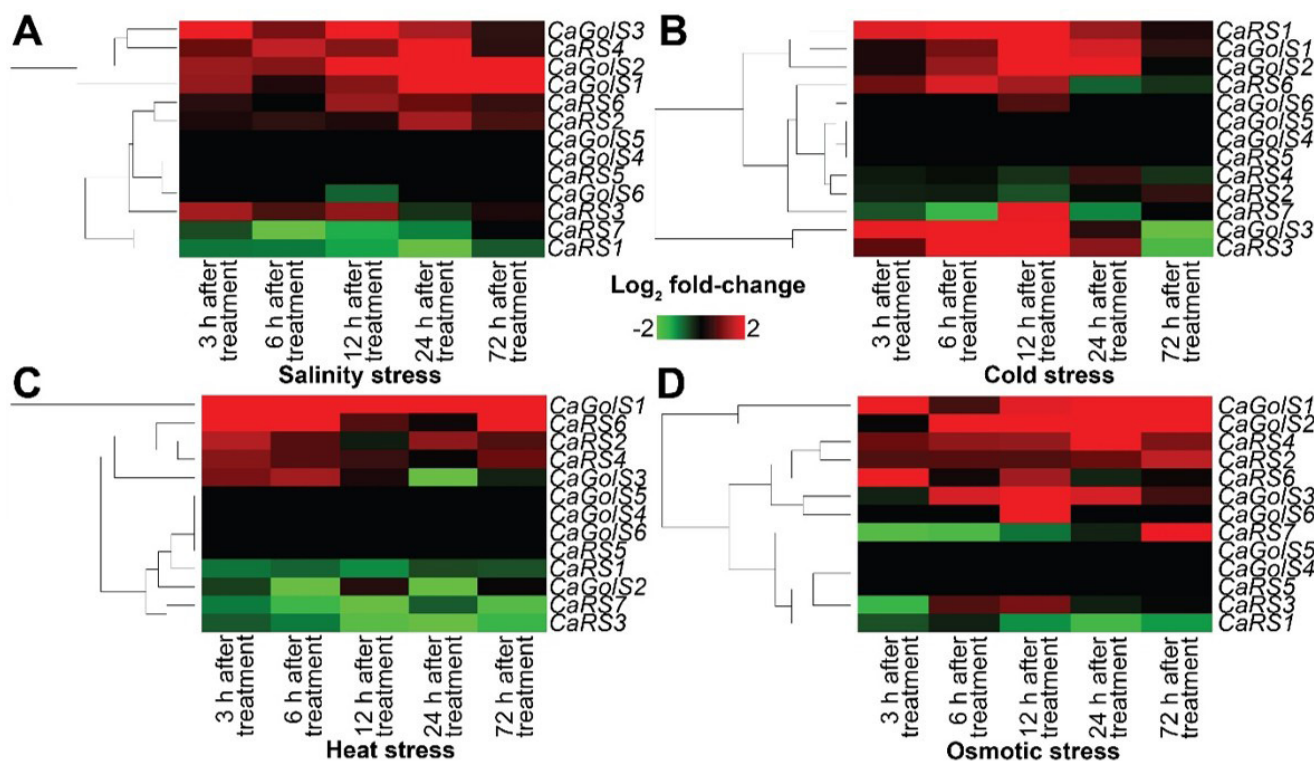 A
CaGolS3
CaRS4
CaGolS2
CaGolS1
CaRS6
CaRS2
CaGolS5
CaGolS4
CaRS5
CaGolS6
CaRS3
CaRS7
CaRS1
3 h after
treatment
6 h after
treatment
12 h after
treatment
24 h after
treatment
72 h after
treatment
Salinity stress
B
CaRS1
CaGolS1
CaGolS2
CaRS6
CaGolS6
CaGolS5
CaGolS4
CaRS5
CaRS4
CaRS2
CaRS7
CaGolS3
CaRS3
3 h after
treatment
6 h after
treatment
12 h after
treatment
24 h after
treatment
72 h after
treatment
Cold stress
Log2 fold-change
-2 2
C
CaGolS1
CaRS6
CaRS2
CaRS4
CaGolS3
CaGolS5
CaGolS4
CaGolS6
CaRS5
CaRS1
CaGolS2
CaRS7
CaRS3
3 h after
treatment
6 h after
treatment
12 h after
treatment
24 h after
treatment
72 h after
treatment
Heat stress
D
CaGolS1
CaGolS2
CaRS4
CaRS2
CaRS6
CaGolS3
CaGolS6
CaRS7
CaGolS5
CaGolS4
CaRS5
CaRS3
CaRS1
3 h after
treatment
6 h after
treatment
12 h after
treatment
24 h after
treatment
72 h after
treatment
Osmotic stress